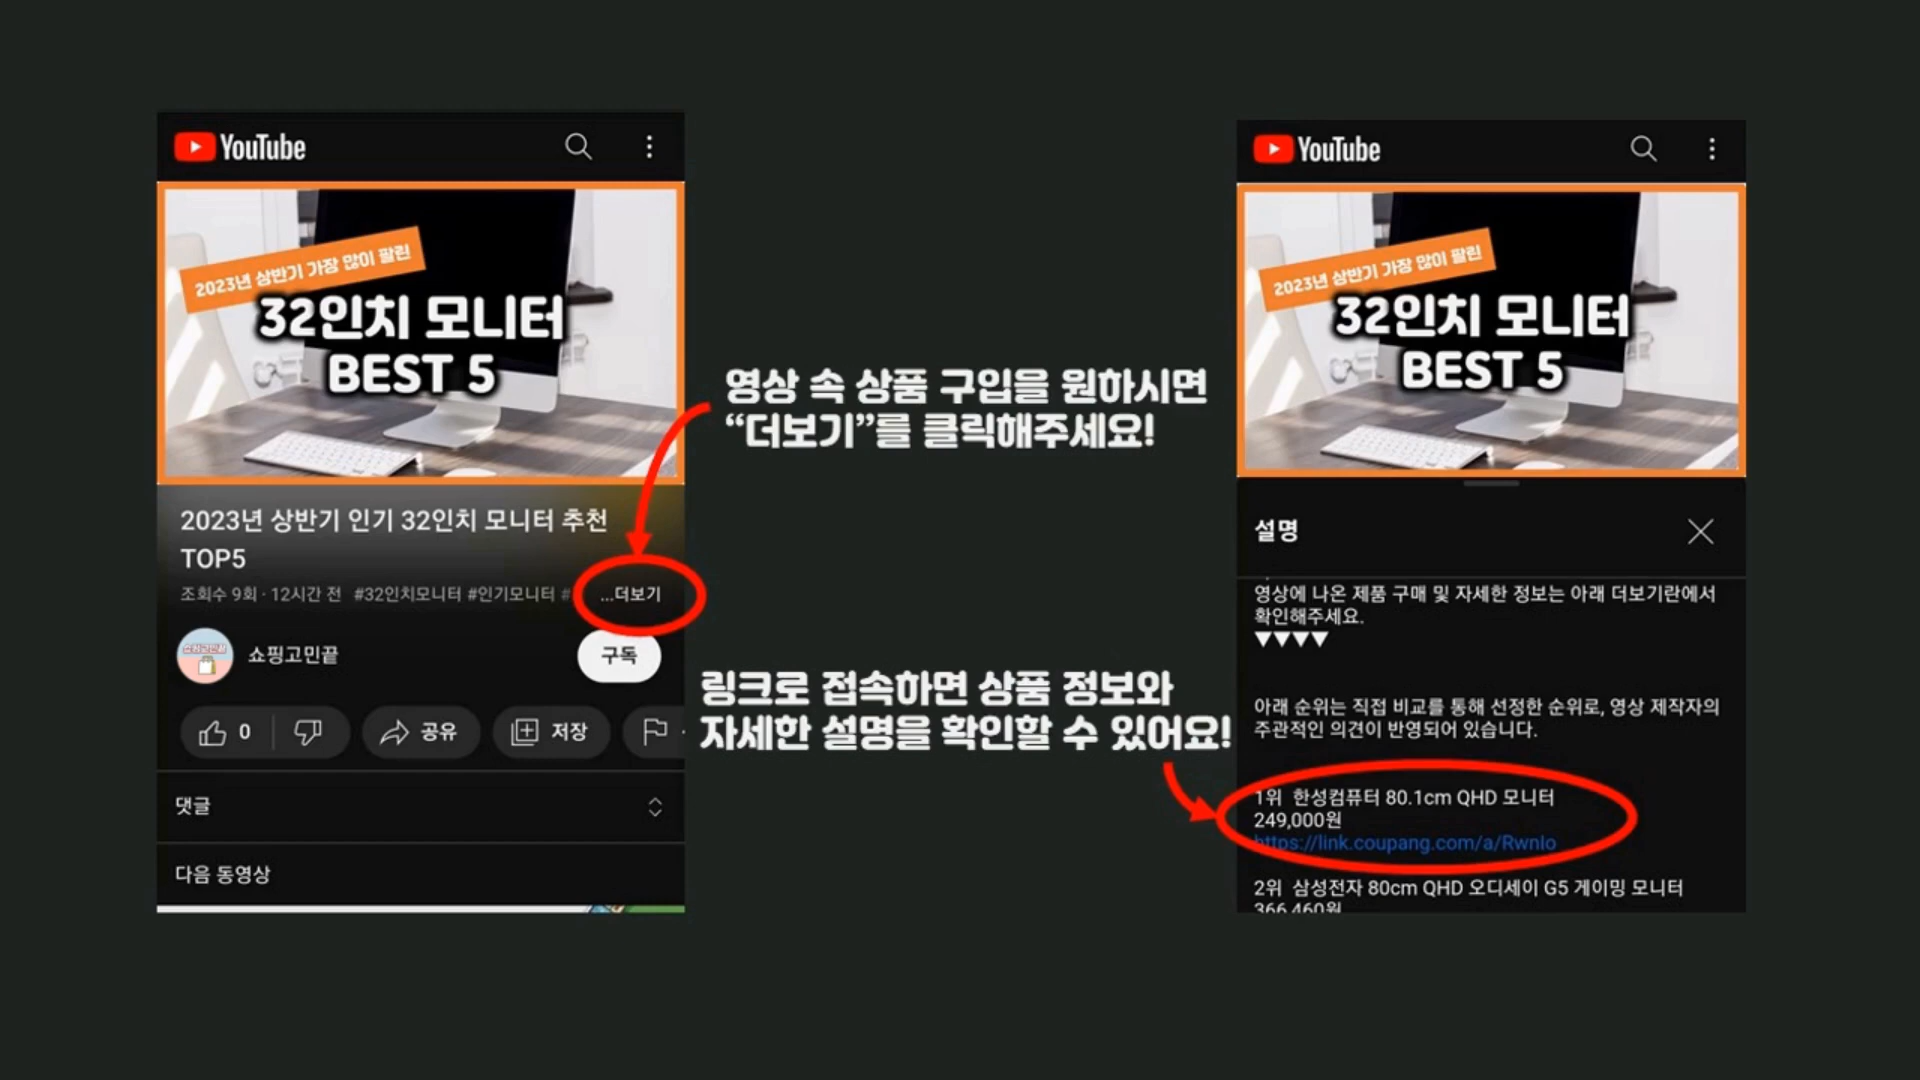 YouTube
2023년 상반기 가장 많이 팔린
32인치 모니터
BEST 5
2023년 상반기 인기 32인치 모니터 추천
TOP5
조회수 9회 · 12시간 전 #32인치모니터 #인기모니터 # ...더보기
쇼핑고민끝
쇼핑고민끝
구독
0
공유
저장
댓글
다음 동영상
영상 속 상품 구입을 원하시면
“더보기”를 클릭해주세요!
링크로 접속하면 상품 정보와
자세한 설명을 확인할 수 있어요!
YouTube
2023년 상반기 가장 많이 팔린
32인치 모니터
BEST 5
설명
영상에 나온 제품 구매 및 자세한 정보는 아래 더보기란에서
확인해주세요.
▼▼▼▼
아래 순위는 직접 비교를 통해 선정한 순위로, 영상 제작자의
주관적인 의견이 반영되어 있습니다.
1위 한성컴퓨터 80.1cm QHD 모니터
249,000원
https://link.coupang.com/a/RwnIo
2위 삼성전자 80cm QHD 오디세이 G5 게이밍 모니터
366,460원